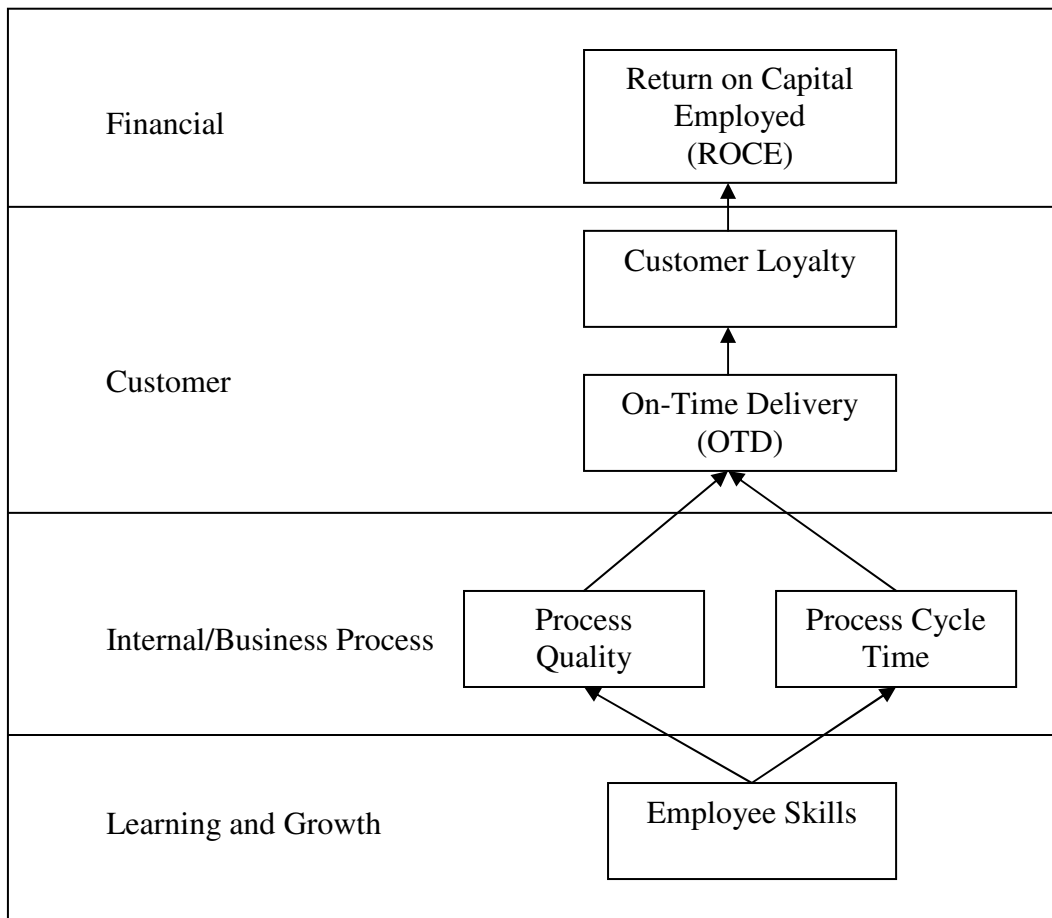 Financial
Return on Capital
Employed
(ROCE)
Customer Loyalty
Customer
On-Time Delivery
(OTD)
Internal/Business Process
Process
Quality
Process Cycle
Time
Learning and Growth
Employee Skills